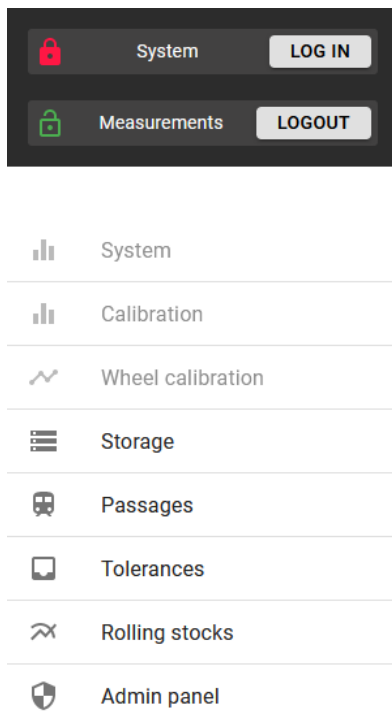 System LOG IN
Measurements LOGOUT
System
Calibration
Wheel calibration
Storage
Passages
Tolerances
Rolling stocks
Admin panel